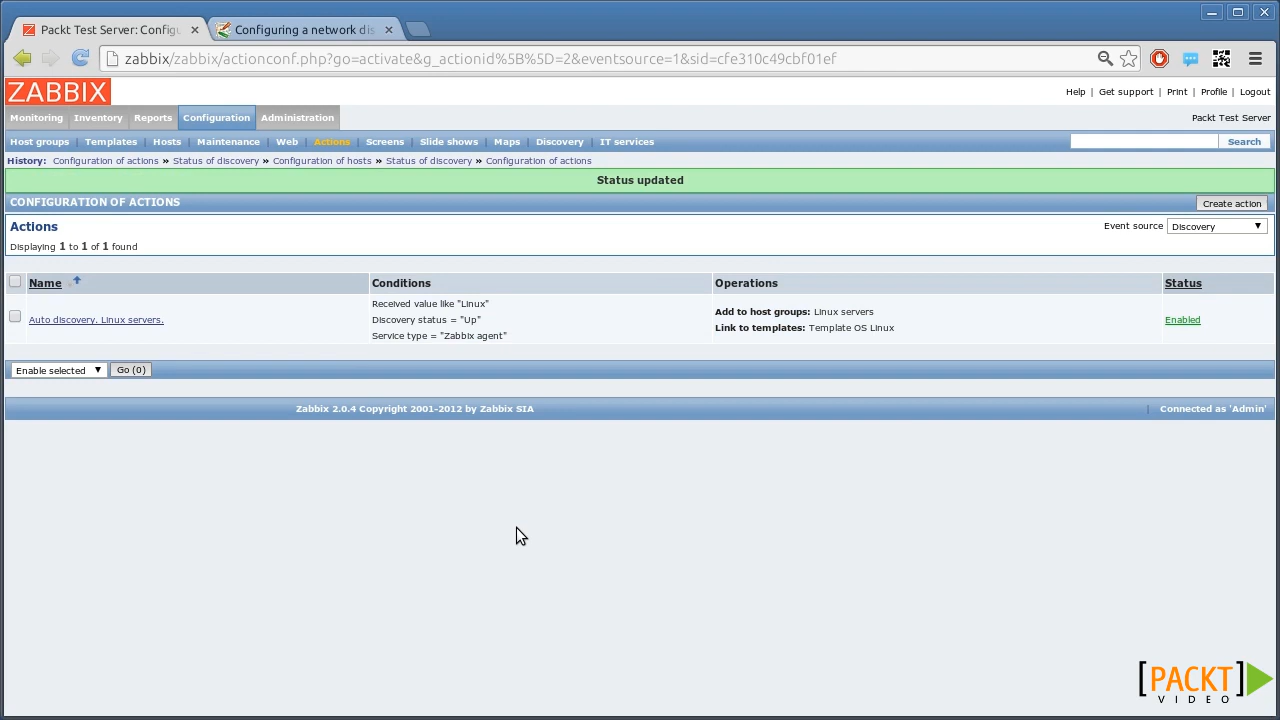 Packt Test Server: Configu
Configuring a network dis
zabbix/zabbix/actionconf.php?go=activate&g_actionid%5B%5D=2&eventsource=1&sid=cfe310c49cbf01ef
ZABBIX
Help | Get support | Print | Profile | Logout
Monitoring Inventory Reports Configuration Administration
Packt Test Server
Host groups | Templates | Hosts | Maintenance | Web | Actions | Screens | Slide shows | Maps | Discovery | IT services
Search
History: Configuration of actions » Status of discovery » Configuration of hosts » Status of discovery » Configuration of actions
Status updated
CONFIGURATION OF ACTIONS
Create action
Actions
Event source Discovery
Displaying 1 to 1 of 1 found
Name Conditions Operations Status
Auto discovery. Linux servers.
Received value like "Linux"
Discovery status = "Up"
Service type = "Zabbix agent"
Add to host groups: Linux servers
Link to templates: Template OS Linux
Enabled
Enable selected Go (0)
Zabbix 2.0.4 Copyright 2001-2012 by Zabbix SIA
| Connected as 'Admin'
[PACKT]
VIDEO